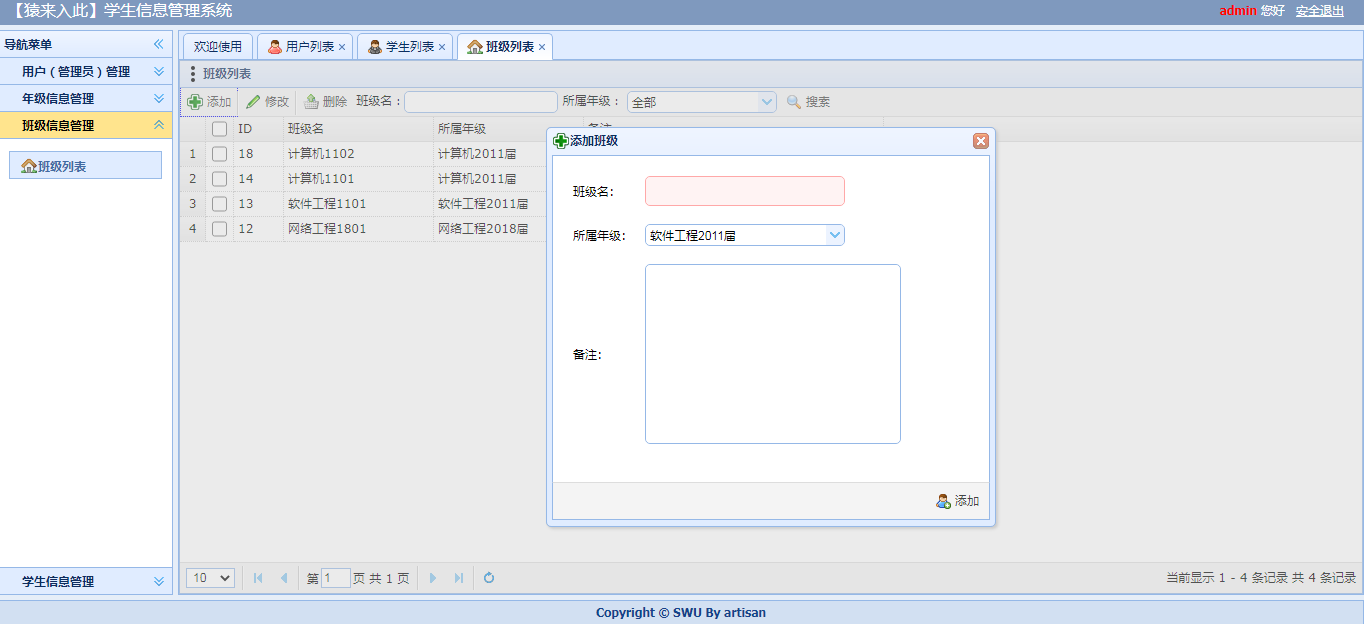 【猿来入此】学生信息管理系统
admin 您好 安全退出
导航菜单
用户（管理员）管理
年级信息管理
班级信息管理
班级列表
学生信息管理
欢迎使用 用户列表 学生列表 班级列表
班级列表
添加 修改 删除 班级名： 所属年级： 全部 搜索
ID 班级名 所属年级
1 18 计算机1102 计算机2011届
2 14 计算机1101 计算机2011届
3 13 软件工程1101 软件工程2011届
4 12 网络工程1801 网络工程2018届
添加班级
班级名:
所属年级: 软件工程2011届
备注:
添加
10 第 1 页 共 1 页
当前显示 1 - 4 条记录 共 4 条记录
Copyright © SWU By artisan